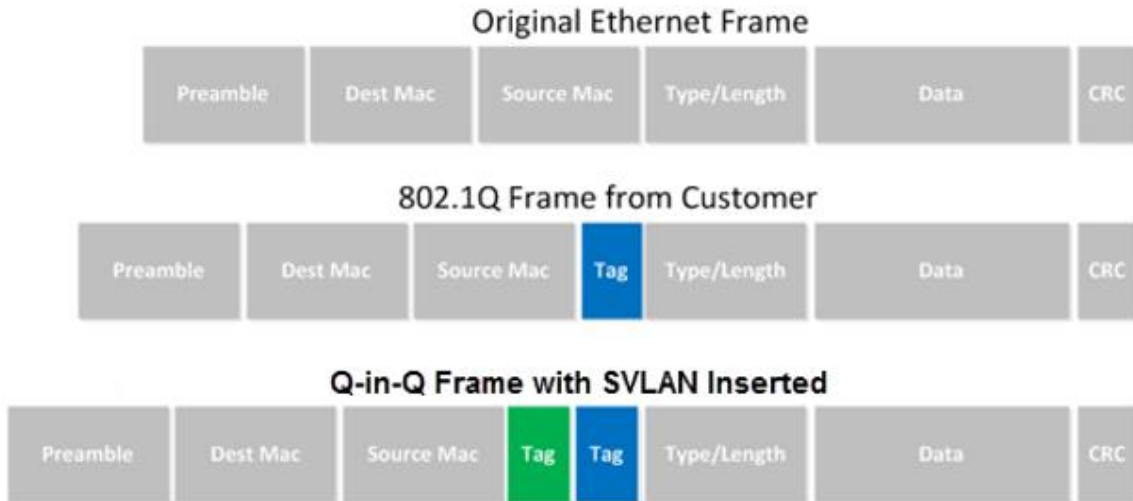 Original Ethernet Frame
Preamble Dest Mac Source Mac Type/Length Data CRC
802.1Q Frame from Customer
Preamble Dest Mac Source Mac Tag Type/Length Data CRC
Q-in-Q Frame with SVLAN Inserted
Preamble Dest Mac Source Mac Tag Tag Type/Length Data CRC